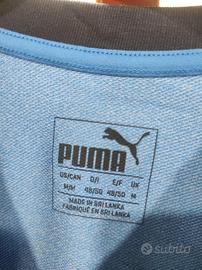 PUMA
US/CAN D/I E/F UK
M/M 48/50 48/50 M
MADE IN SRI LANKA
FABRIQUÉ EN SRI LANKA
subito